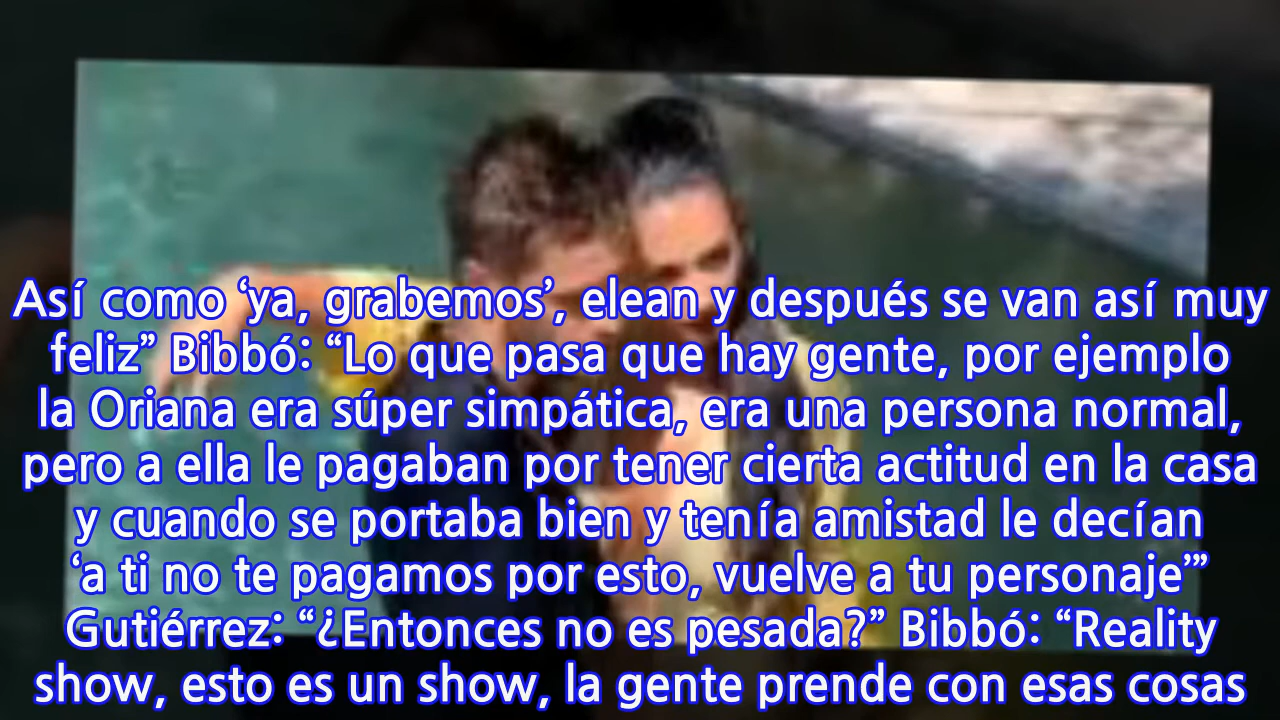 Así como ‘ya, grabemos’, elean y después se van así muy
feliz” Bibbó: “Lo que pasa que hay gente, por ejemplo
la Oriana era súper simpática, era una persona normal,
pero a ella le pagaban por tener cierta actitud en la casa
y cuando se portaba bien y tenía amistad le decían
‘a ti no te pagamos por esto, vuelve a tu personaje’”
Gutiérrez: “¿Entonces no es pesada?” Bibbó: “Reality
show, esto es un show, la gente prende con esas cosas